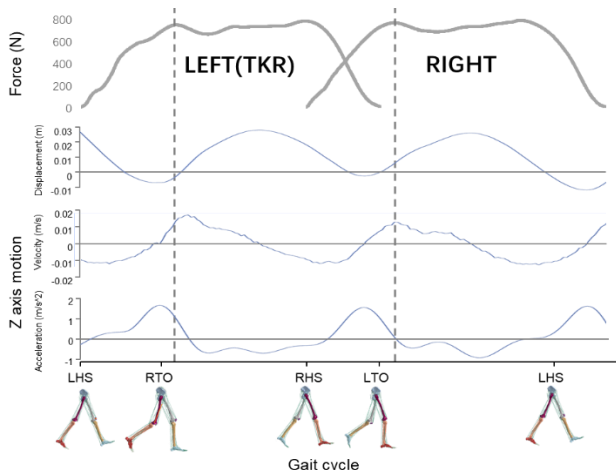 Force (N)
800
600
400
200
0
LEFT(TKR)
RIGHT
Z axis motion
Displacement (m)
0.03
0.02
0.01
0
-0.01
Velocity (m/s)
0.02
0.01
0
-0.01
-0.02
Acceleration (m/s^2)
2
1
0
-1
LHS RTO RHS LTO LHS
Gait cycle